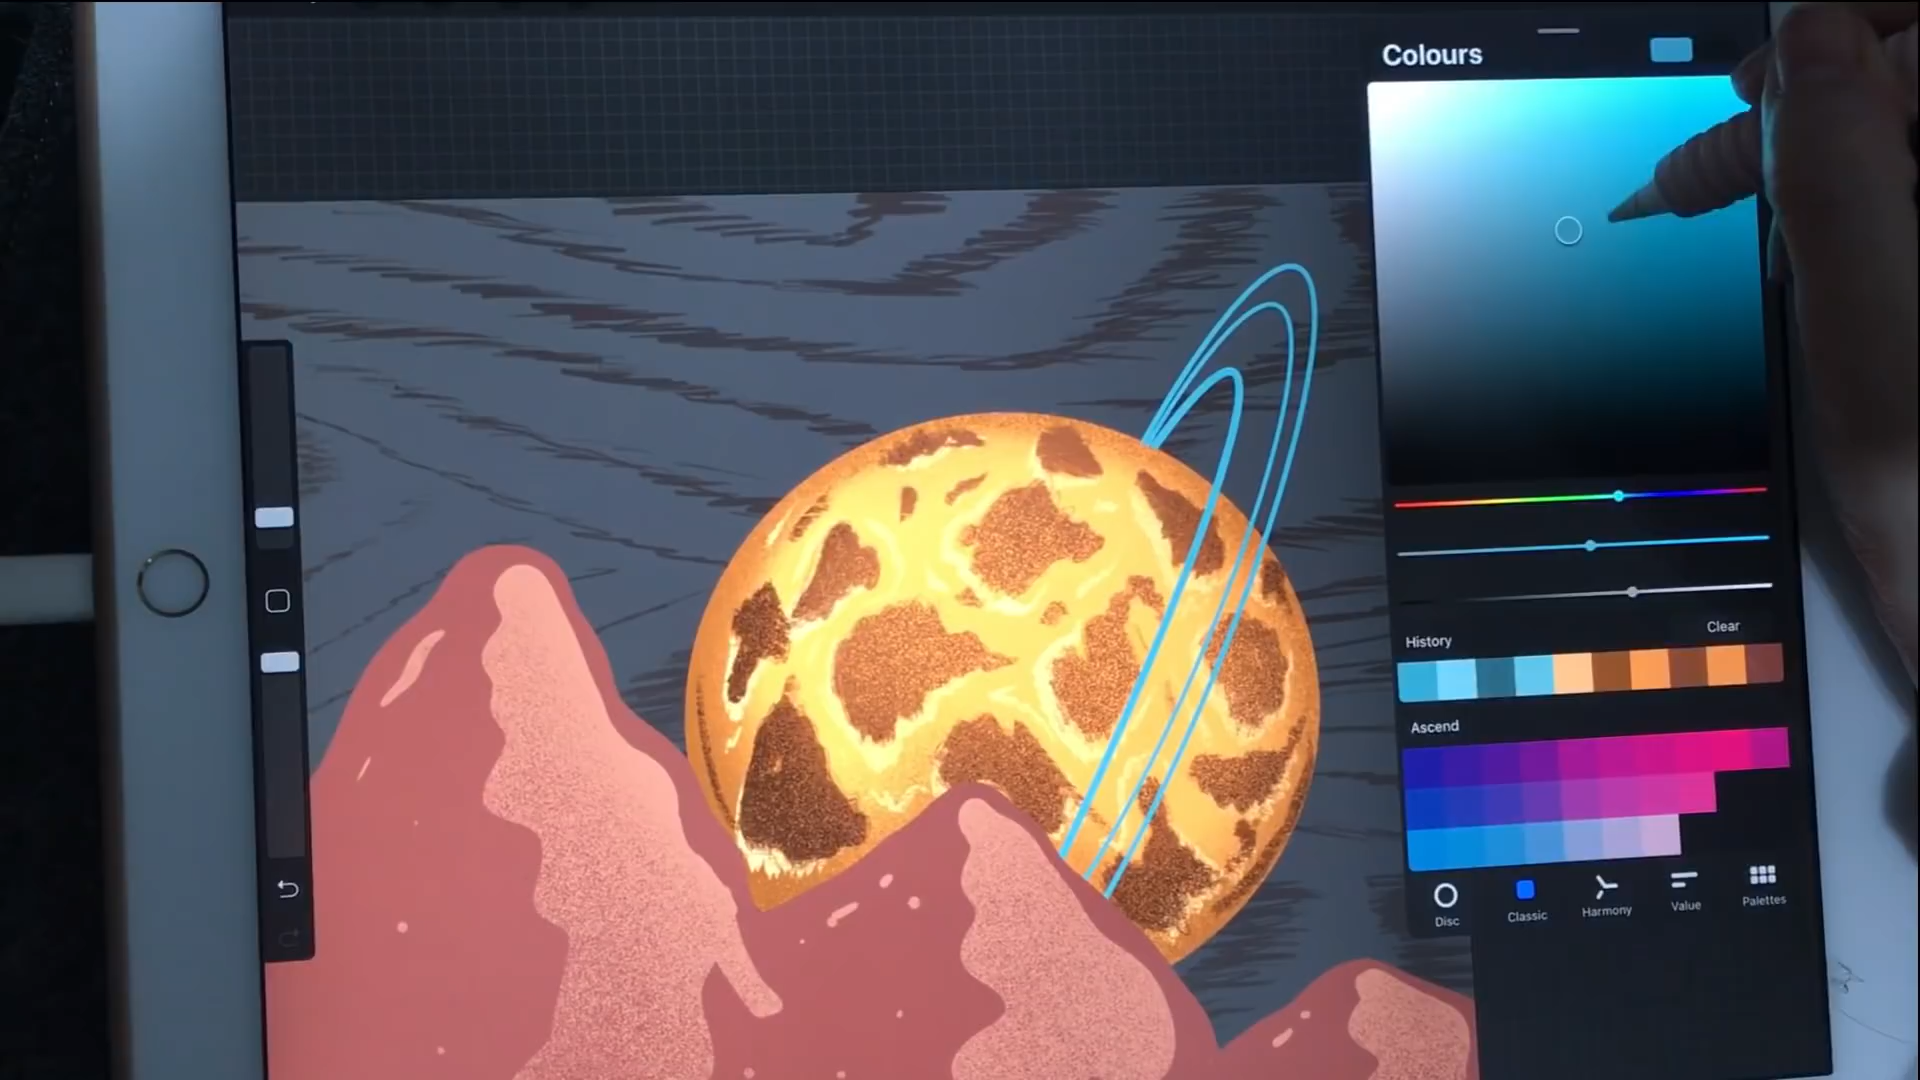 Colours
History
Clear
Ascend
Disc
Classic
Harmony
Value
Palettes